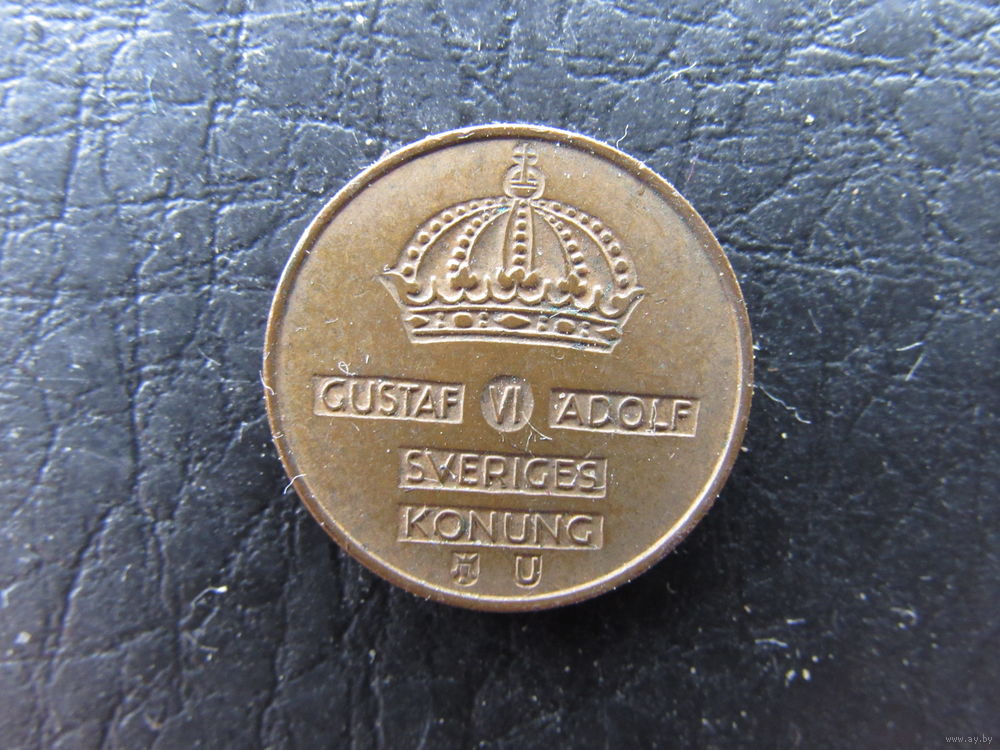 GUSTAF VI ADOLF
SVERIGES
KONUNG
U
www.ay.by